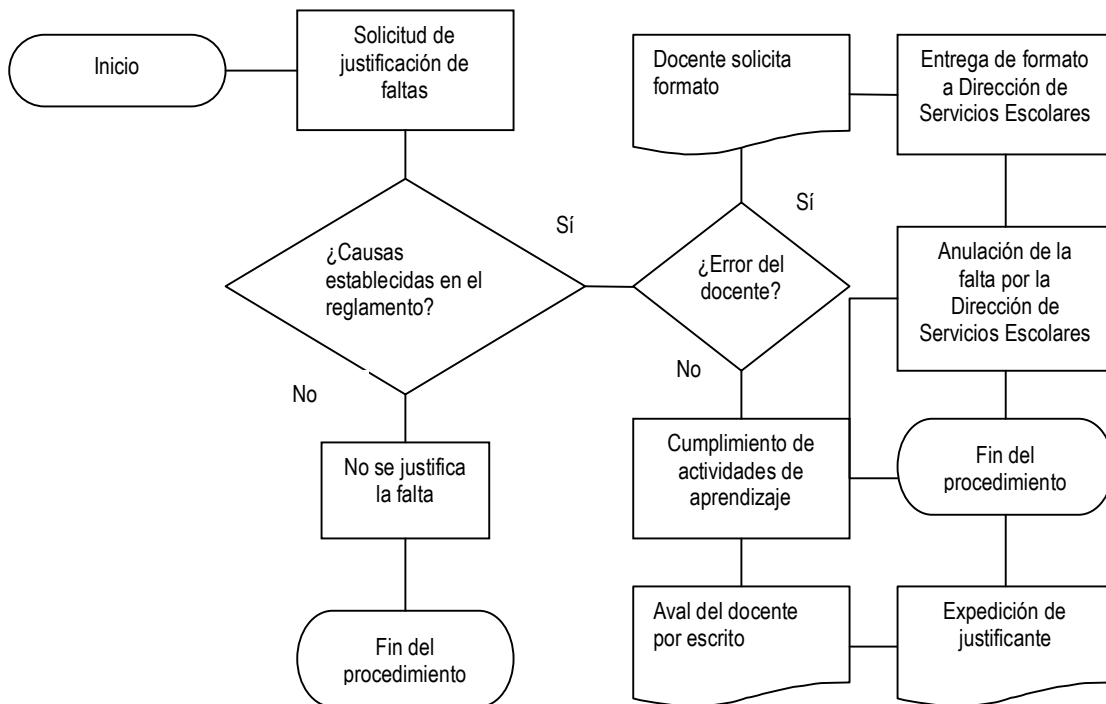 Inicio
Solicitud de
justificación de
faltas
¿Causas
establecidas en el
reglamento?
Sí
No
No se justifica
la falta
Fin del
procedimiento
¿Error del
docente?
Sí
No
Docente solicita
formato
Entrega de formato
a Dirección de
Servicios Escolares
Anulación de la
falta por la
Dirección de
Servicios Escolares
Fin del
procedimiento
Cumplimiento de
actividades de
aprendizaje
Aval del docente
por escrito
Expedición de
justificante